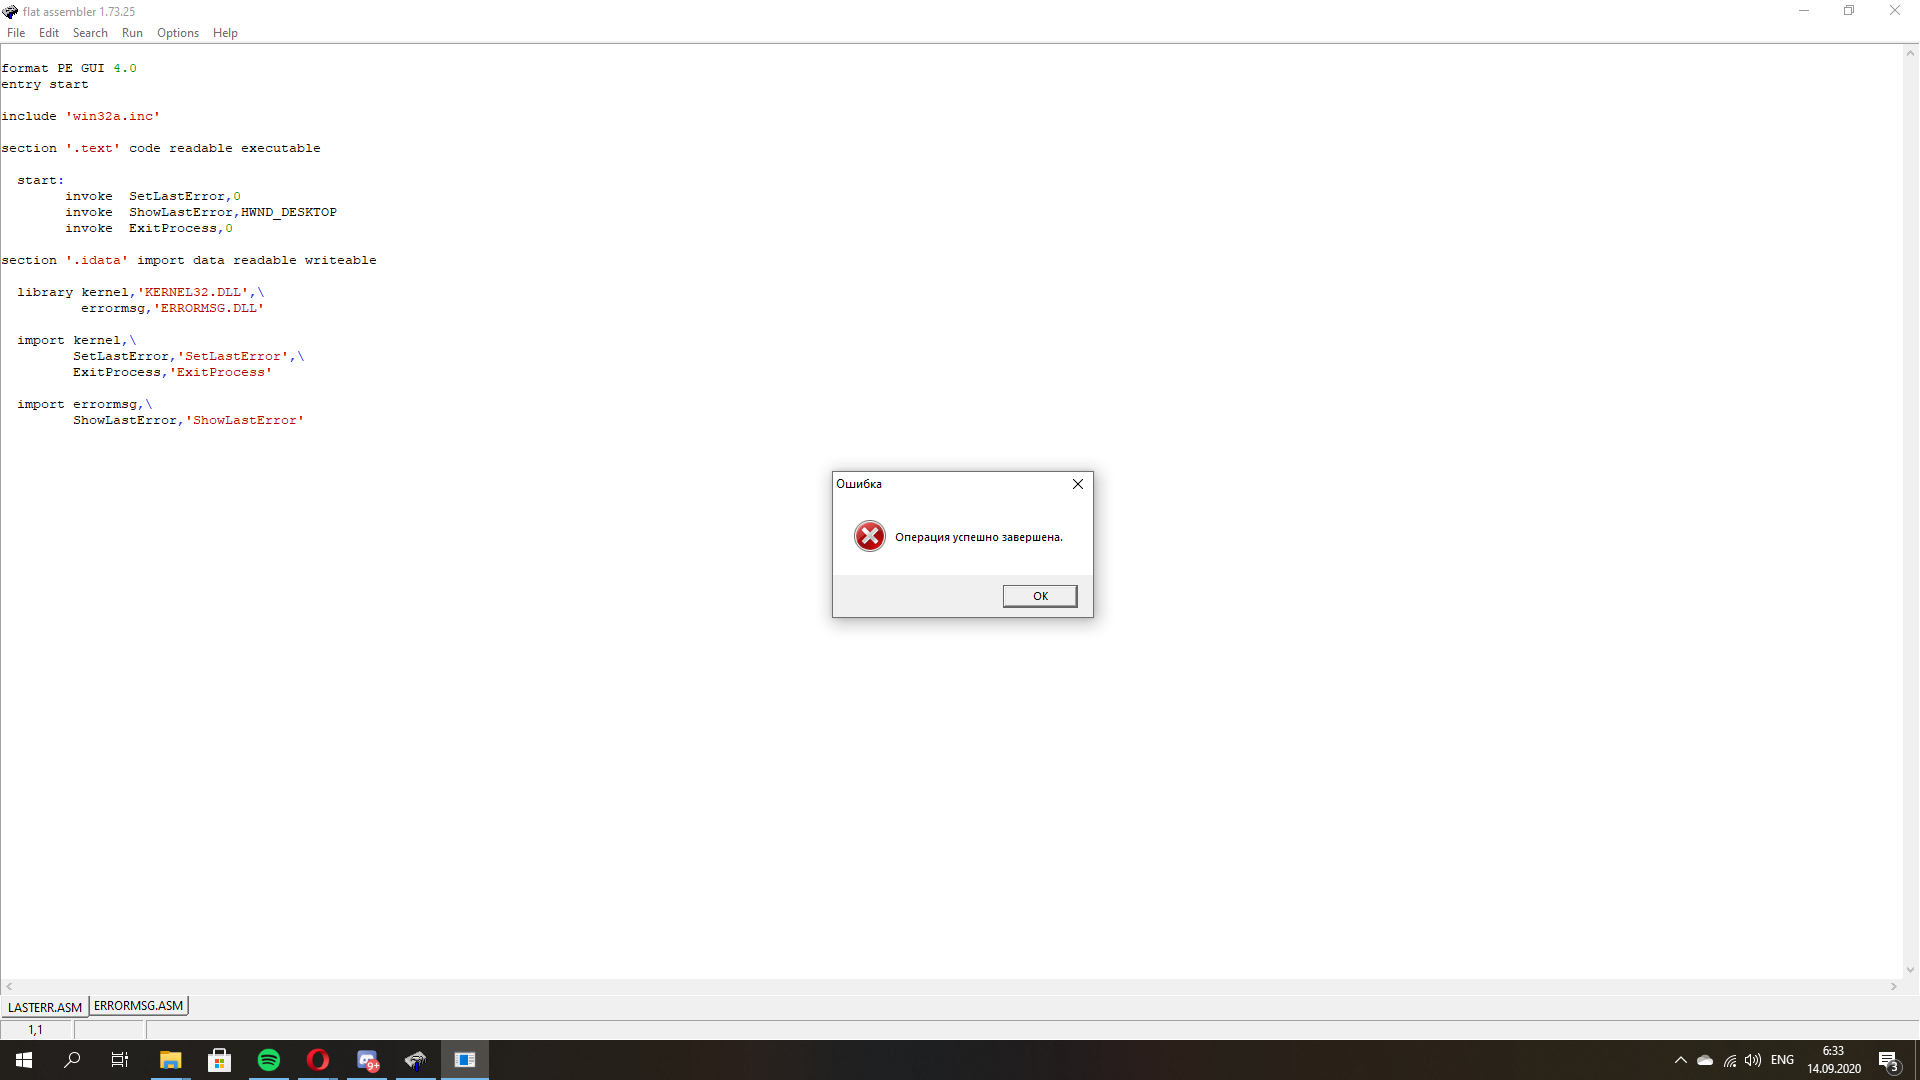 flat assembler 1.73.25
File Edit Search Run Options Help
format PE GUI 4.0
entry start
include 'win32a.inc'
section '.text' code readable executable
start:
invoke SetLastError,0
invoke ShowLastError,HWND_DESKTOP
invoke ExitProcess,0
section '.idata' import data readable writeable
library kernel,'KERNEL32.DLL',\
errormsg,'ERRORMSG.DLL'
import kernel,\
SetLastError,'SetLastError',\
ExitProcess,'ExitProcess'
import errormsg,\
ShowLastError,'ShowLastError'
Ошибка
Операция успешно завершена.
OK
LASTERR.ASM ERRORMSG.ASM
1,1
9+
ENG
6:33
14.09.2020
3